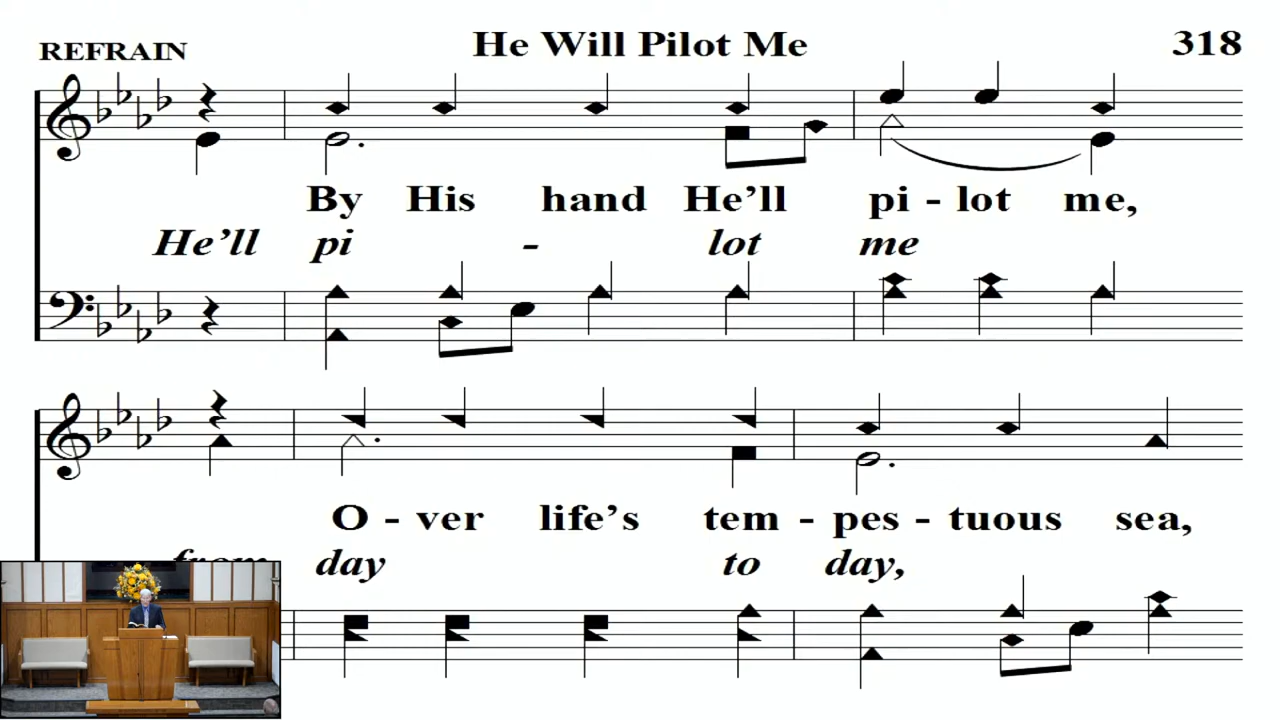 REFRAIN He Will Pilot Me 318
By His hand He’ll pi - lot me,
He’ll pi - lot me
O - ver life’s tem - pes - tuous sea,
from day to day,